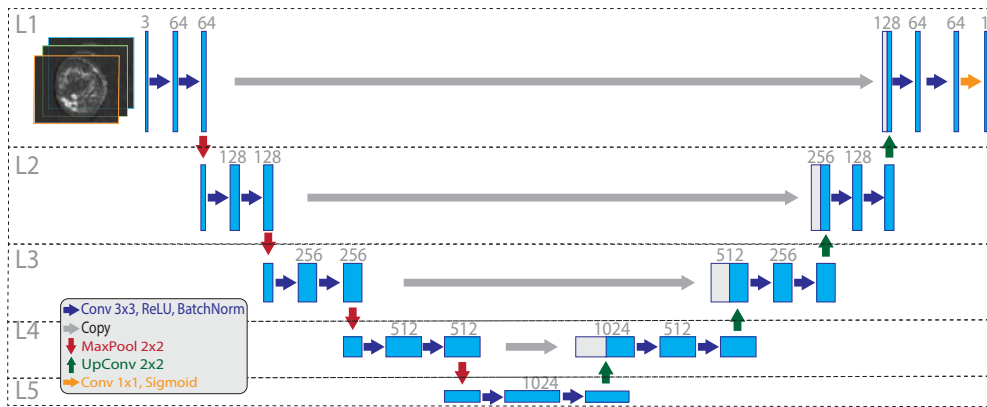 L1
3 64 64 128 64 64 1
L2
128 128 256 128
L3
256 256 512 256
L4
512 512 1024 512
L5
1024
Conv 3x3, ReLU, BatchNorm
Copy
MaxPool 2x2
UpConv 2x2
Conv 1x1, Sigmoid